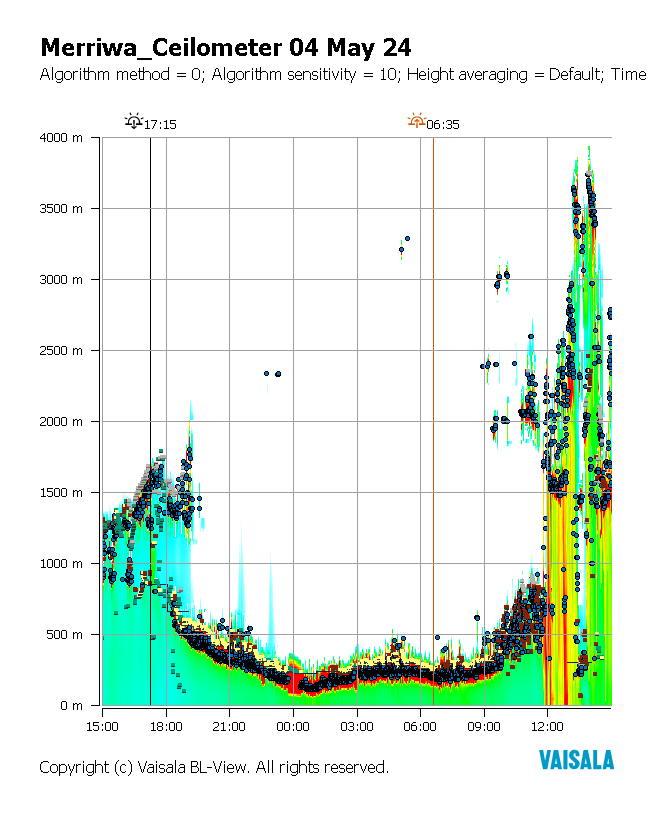 Merriwa_Ceilometer 04 May 24
Algorithm method = 0; Algorithm sensitivity = 10; Height averaging = Default; Time
17:15 06:35
4000 m
3500 m
3000 m
2500 m
2000 m
1500 m
1000 m
500 m
0 m
15:00 18:00 21:00 00:00 03:00 06:00 09:00 12:00
Copyright (c) Vaisala BL-View. All rights reserved.
VAISALA